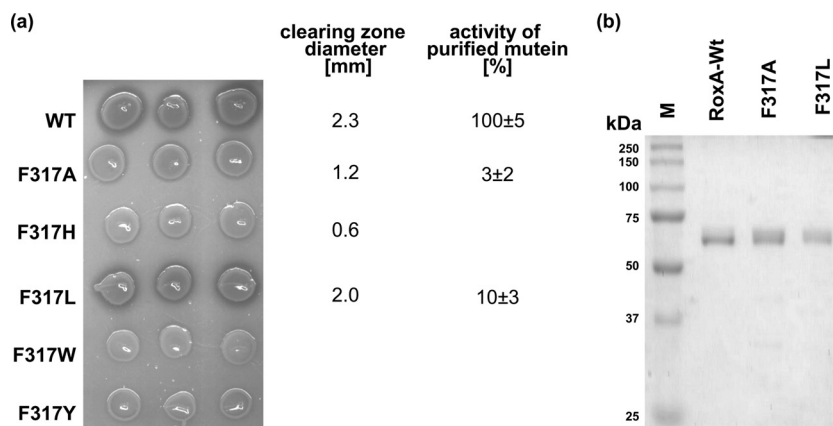 (a)
clearing zone
diameter
[mm]
activity of
purified mutein
[%]
WT 2.3 100±5
F317A 1.2 3±2
F317H 0.6
F317L 2.0 10±3
F317W
F317Y
(b)
kDa M RoxA-Wt F317A F317L
250
150
100
75
50
37
25